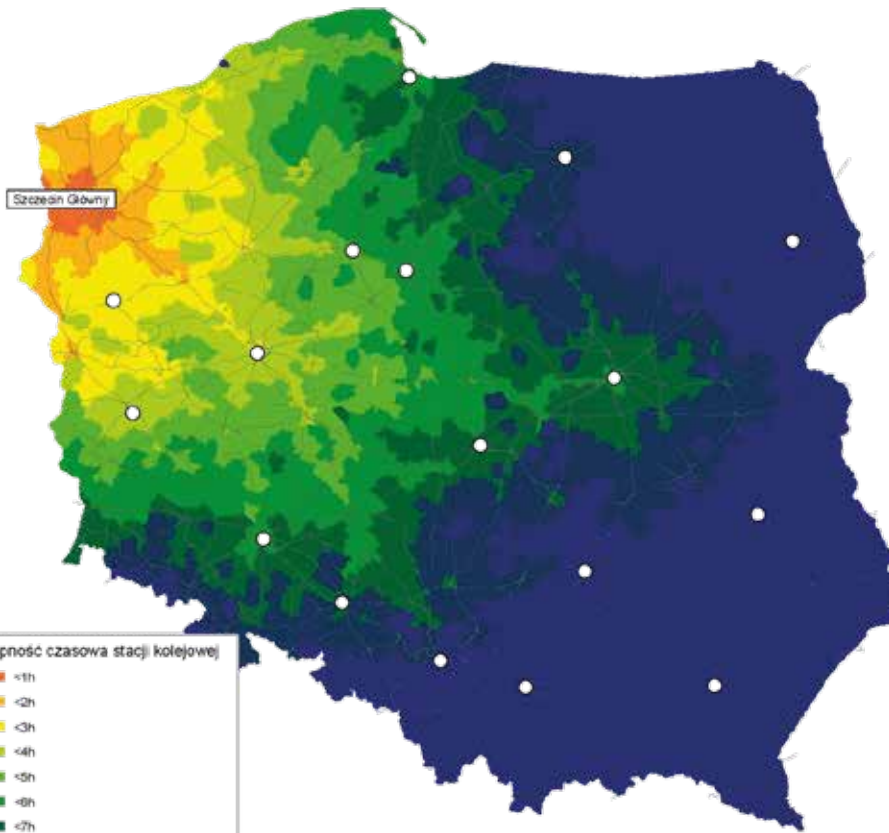 Szczecin Główny
pność czasowa stacji kolejowej
<1h
<2h
<3h
<4h
<5h
<6h
<7h